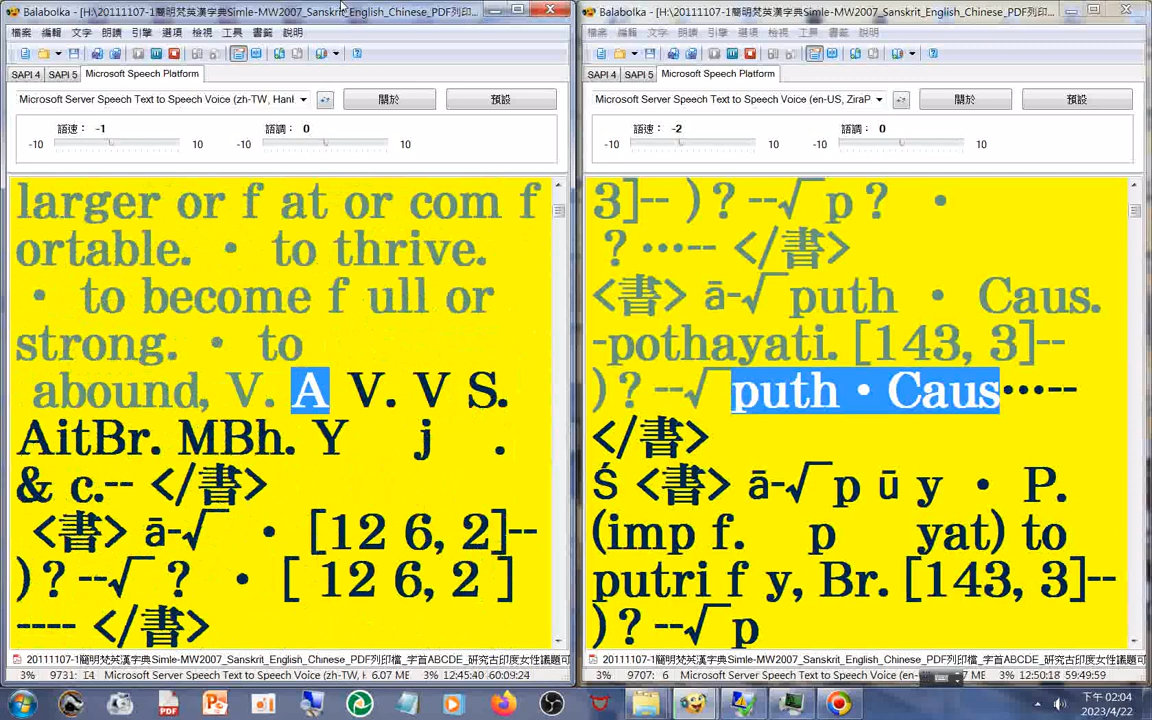 Balabolka - [H:\20111107-1簡明梵英漢字典Simle-MW2007_Sanskrit_English_Chinese_PDF列印...
檔案 編輯 文字 朗讀 引擎 選項 檢視 工具 書籤 說明
SAPI 4 SAPI 5 Microsoft Speech Platform
Microsoft Server Speech Text to Speech Voice (zh-TW, Hanl
關於
預設
語速： -1
語調： 0
-10 10 -10 10
larger or f at or com f
ortable. • to thrive.
• to become f ull or
strong. • to
abound, V. A V. V S.
AitBr. MBh. Y j .
& c.-- </書>
<書> ā-√ • [12 6, 2]--
)? --√ ? • [ 12 6, 2 ]
---- </書>
20111107-1簡明梵英漢字典Simle-MW2007_Sanskrit_English_Chinese_PDF列印檔_字首ABCDE_研究古印度女性議題可
3% 9731: 14 Microsoft Server Speech Text to Speech Voice (zh-TW, H 6.07 MB 3% 12:45:40 60:09:24
Balabolka - [H:\20111107-1簡明梵英漢字典Simle-MW2007_Sanskrit_English_Chinese_PDF列印...
檔案 編輯 文字 朗讀 引擎 選項 檢視 工具 書籤 說明
SAPI 4 SAPI 5 Microsoft Speech Platform
Microsoft Server Speech Text to Speech Voice (en-US, ZiraP
關於
預設
語速： -2
語調： 0
-10 10 -10 10
3]-- )? --√ p ? •
? •••-- </書>
<書> ā-√ puth • Caus.
-pothayati. [143, 3]--
)? --√ puth • Caus•••--
</書>
Ś <書> ā-√ p ū y • P.
(imp f. p yat) to
putri f y, Br. [143, 3]--
)? --√ p
20111107-1簡明梵英漢字典Simle-MW2007_Sanskrit_English_Chinese_PDF列印檔_字首ABCDE_研究古印度女性議題可
3% 9707: 6 Microsoft Server Speech Text to Speech Voice 3% 12:50:18 59:49:59
下午 02:04
2023/4/22